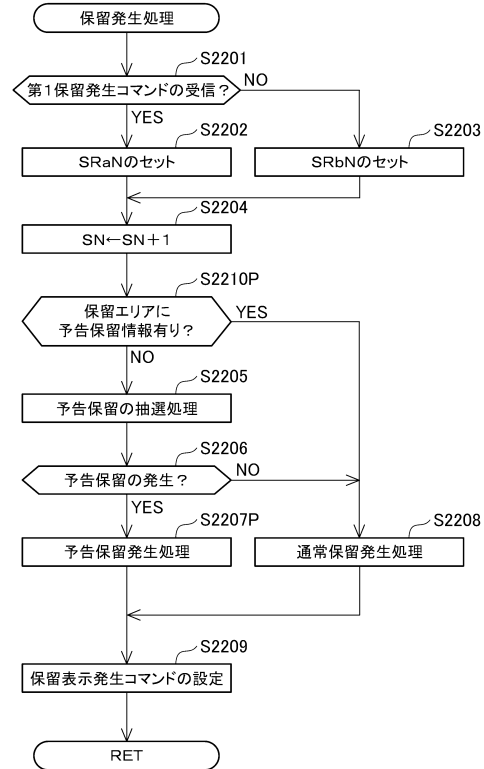 保留発生処理
S2201
第１保留発生コマンドの受信？
NO
YES
S2202
S2203
SRaNのセット
SRbNのセット
S2204
SN←SN＋1
S2210P
保留エリアに
予告保留情報有り？
YES
NO
S2205
予告保留の抽選処理
S2206
予告保留の発生？
NO
YES
S2207P
S2208
予告保留発生処理
通常保留発生処理
S2209
保留表示発生コマンドの設定
RET